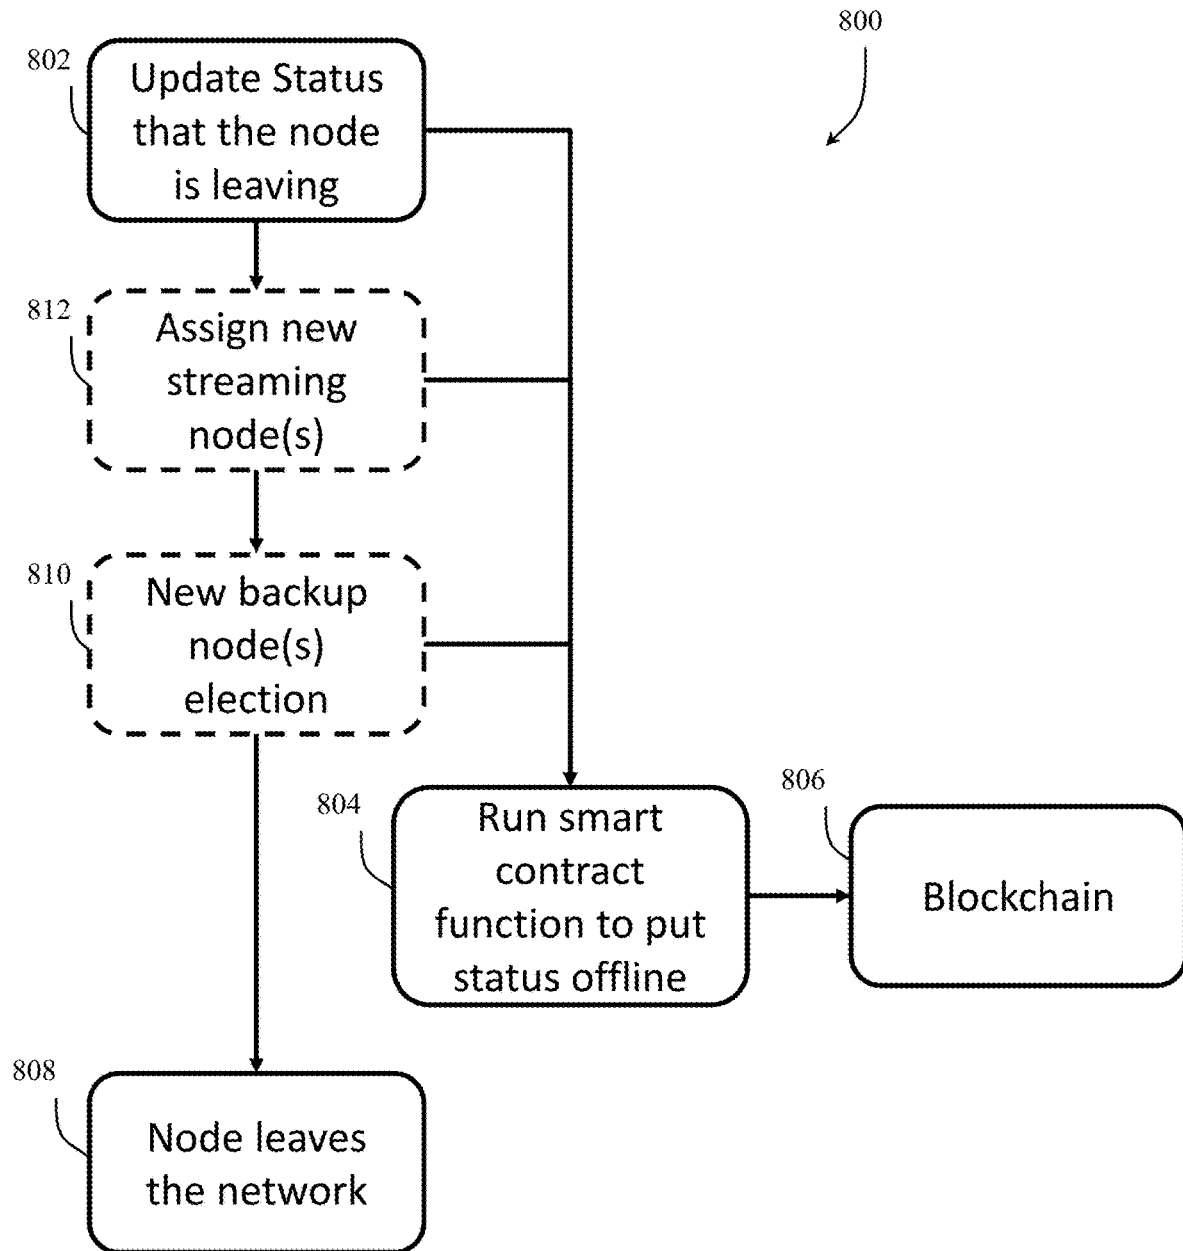 800
802
Update Status
that the node
is leaving
812
Assign new
streaming
node(s)
810
New backup
node(s)
election
804
Run smart
contract
function to put
status offline
806
Blockchain
808
Node leaves
the network